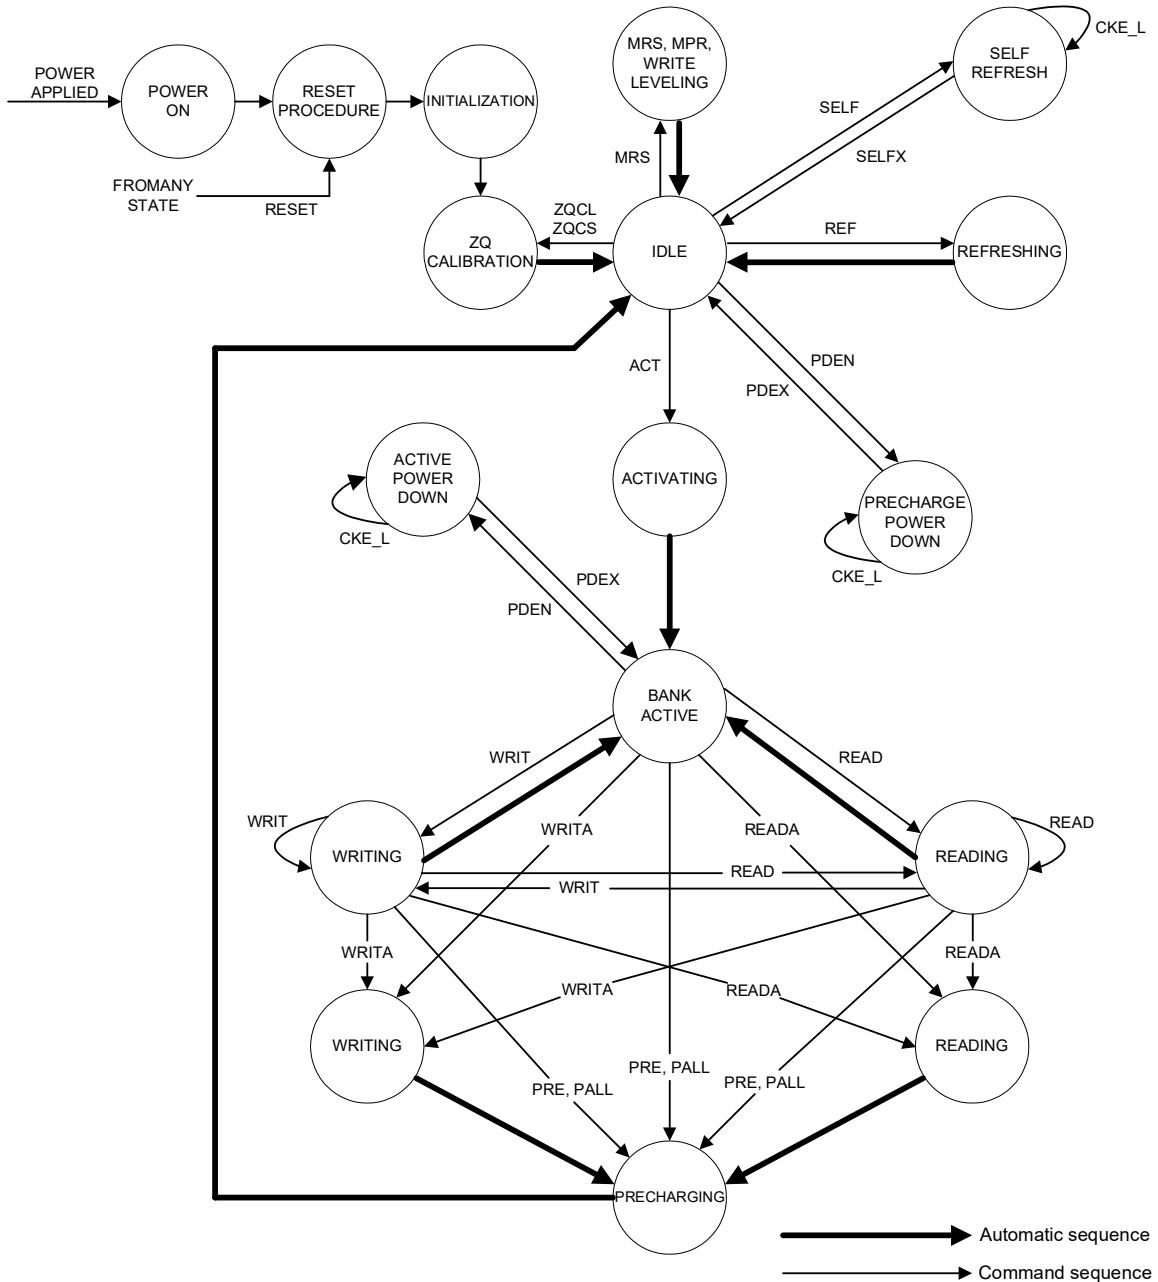 POWER
APPLIED
POWER
ON
RESET
PROCEDURE
INITIALIZATION
FROMANY
STATE
RESET
MRS, MPR,
WRITE
LEVELING
SELF
REFRESH
CKE_L
MRS
SELF
SELFX
ZQCL
ZQCS
ZQ
CALIBRATION
IDLE
REF
REFRESHING
ACT
PDEN
PDEX
ACTIVE
POWER
DOWN
CKE_L
ACTIVATING
PRECHARGE
POWER
DOWN
CKE_L
PDEX
PDEN
BANK
ACTIVE
WRIT
READ
WRIT
WRITA
READA
READ
WRITING
READING
READ
WRIT
WRITA
READA
WRITA
READA
WRITING
READING
PRE, PALL
PRE, PALL
PRE, PALL
PRECHARGING
Automatic sequence
Command sequence